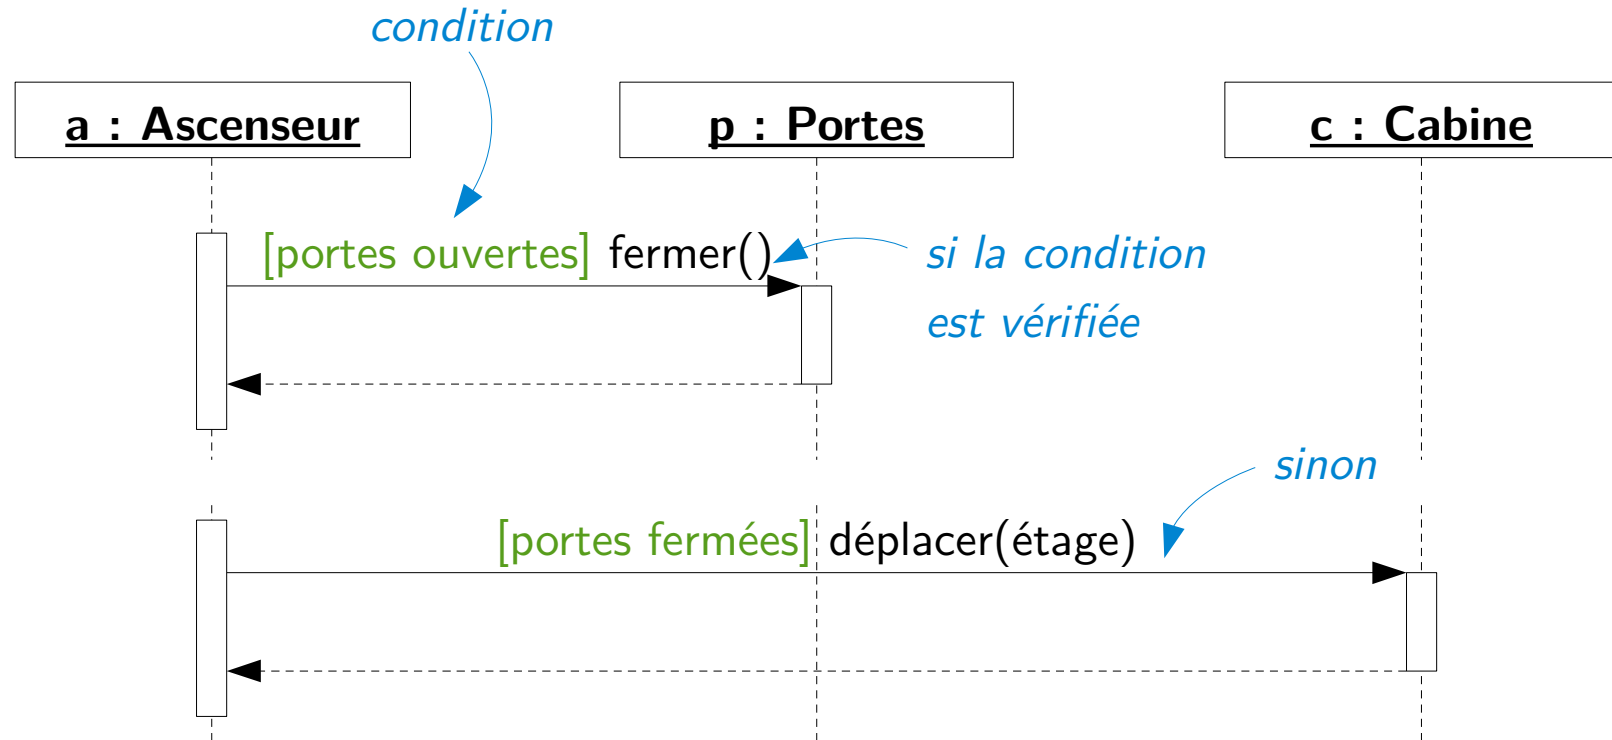 condition
a : Ascenseur
p : Portes
c : Cabine
[portes ouvertes] fermer()
si la condition
est vérifiée
sinon
[portes fermées] déplacer(étage)